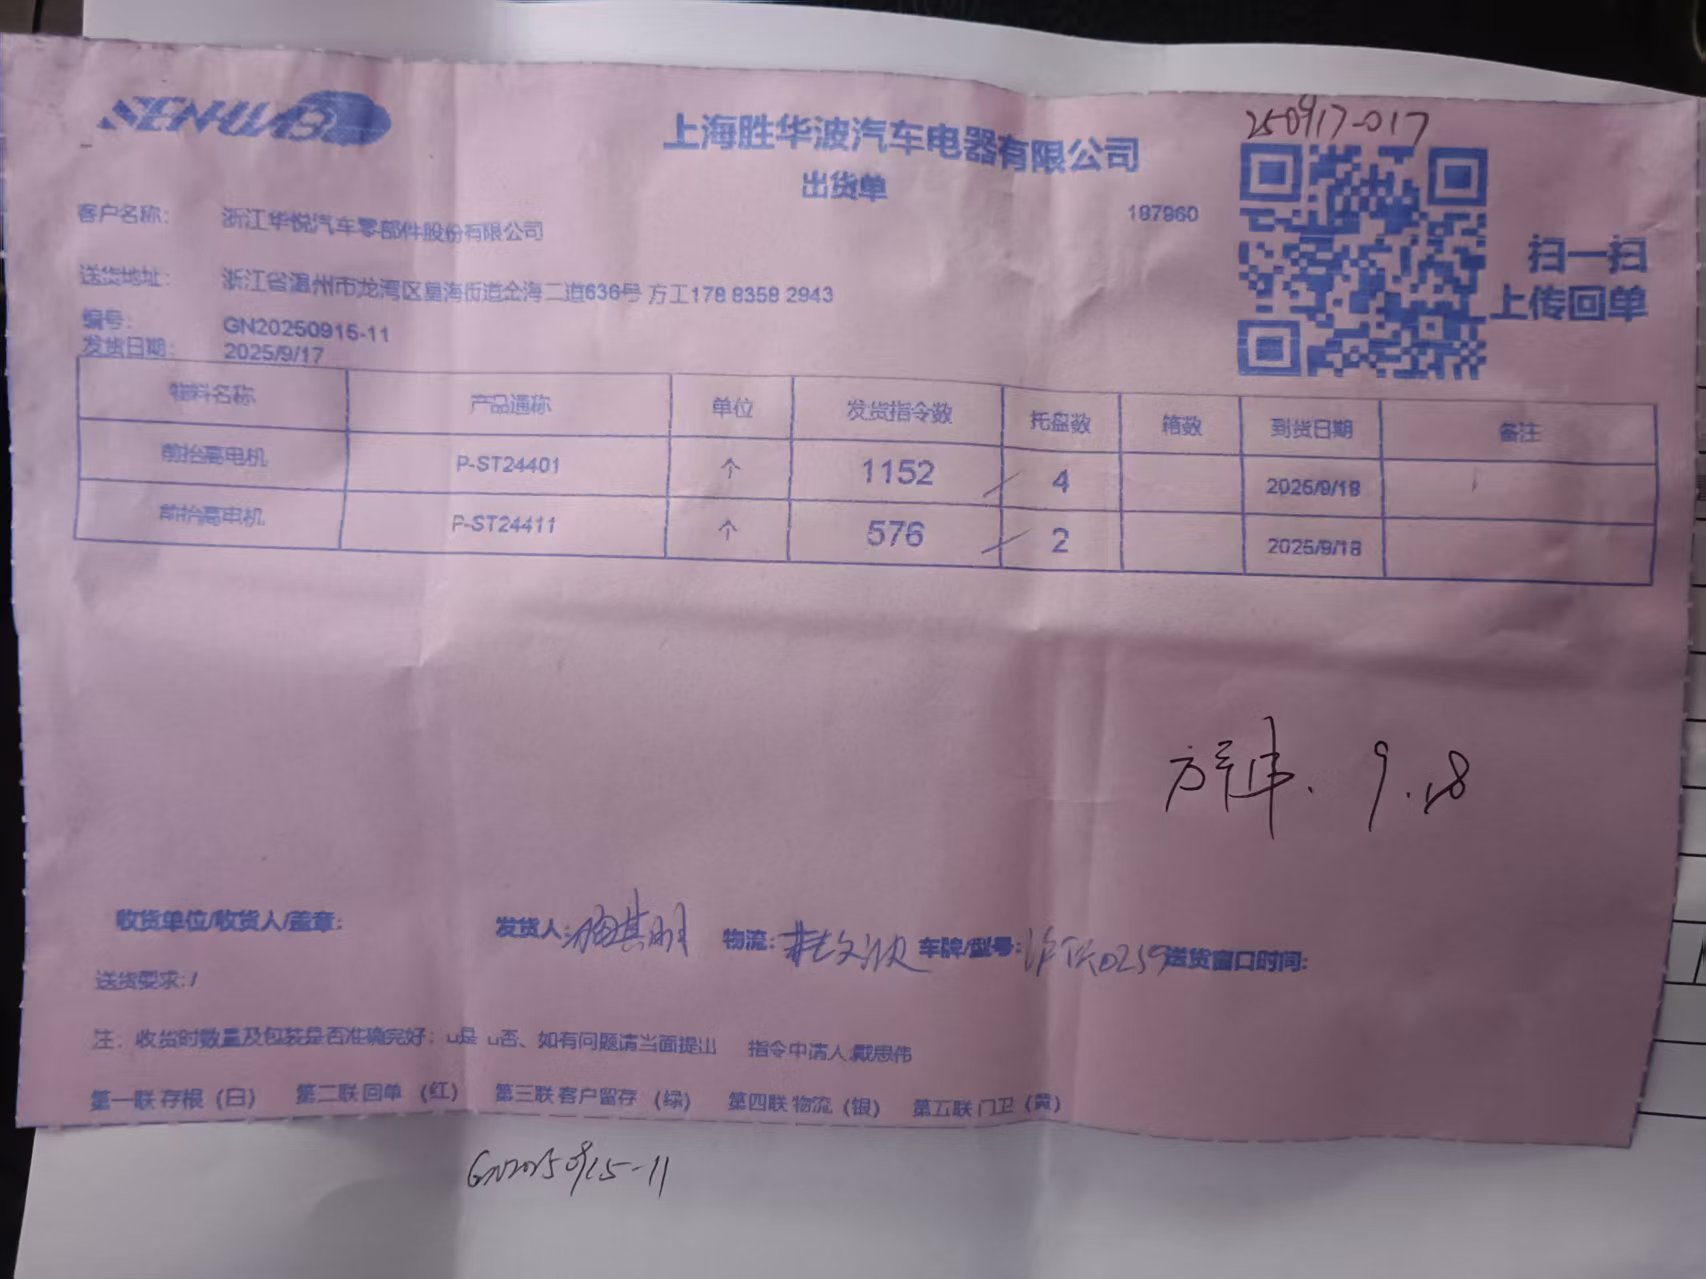 SENWAB
250917-017
上海胜华波汽车电器有限公司
出货单
187960
扫一扫
上传回单
客户名称: 浙江华悦汽车零部件股份有限公司
送货地址: 浙江省温州市龙湾区星海街道金海二道636号 方工178 8358 2943
编号: GN20250915-11
发货日期: 2025/9/17
物料名称 产品通称 单位 发货指令数 托盘数 箱数 到货日期 备注
前抬高电机 P-ST24401 个 1152 4 2025/9/18
前抬高电机 P-ST24411 个 576 2 2025/9/18
9.18
收货单位/收货人/盖章: 发货人: 物流: 车牌/型号: 送货窗口时间:
送货要求: /
注: 收货时数量及包装是否准确完好: u是 u否、如有问题请当面提出 指令申请人:戴思伟
第一联 存根 (白) 第二联 回单 (红) 第三联 客户留存 (绿) 第四联 物流 (银) 第五联 门卫 (黄)
GN20250915-11